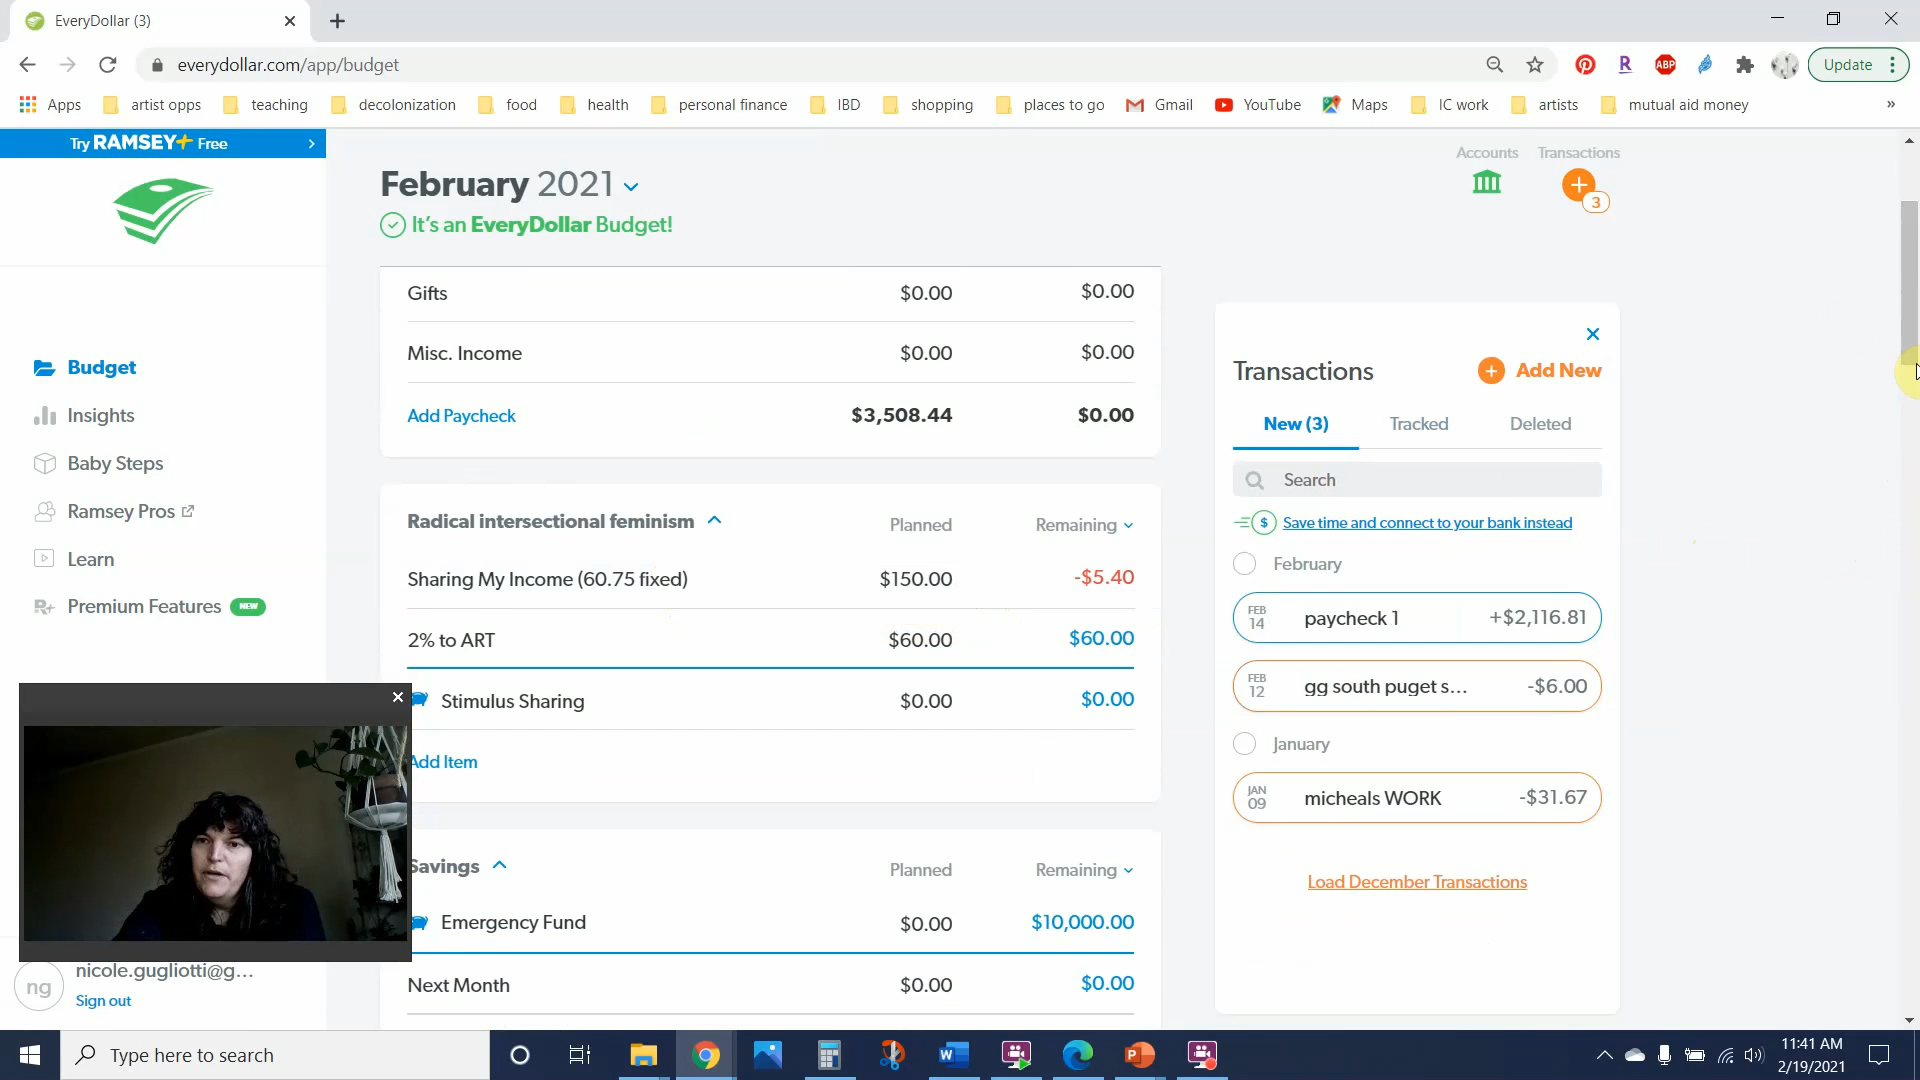 EveryDollar (3)
everydollar.com/app/budget
ABP
R
Update
Apps
artist opps
teaching
decolonization
food
health
personal finance
IBD
shopping
places to go
Gmail
YouTube
Maps
IC work
artists
mutual aid money
»
Try RAMSEY+ Free
Budget
Insights
Baby Steps
Ramsey Pros
Learn
R+ Premium Features NEW
ng
nicole.gugliotti@g...
Sign out
February 2021
It's an EveryDollar Budget!
Accounts
Transactions
3
Gifts $0.00 $0.00
Misc. Income $0.00 $0.00
Add Paycheck $3,508.44 $0.00
Radical intersectional feminism Planned Remaining
Sharing My Income (60.75 fixed) $150.00 -$5.40
2% to ART $60.00 $60.00
Stimulus Sharing $0.00 $0.00
Add Item
Savings Planned Remaining
Emergency Fund $0.00 $10,000.00
Next Month $0.00 $0.00
Transactions
Add New
New (3) Tracked Deleted
Search
$ Save time and connect to your bank instead
February
FEB 14 paycheck 1 +$2,116.81
FEB 12 gg south puget s... -$6.00
January
JAN 09 micheals WORK -$31.67
Load December Transactions
Type here to search
11:41 AM
2/19/2021